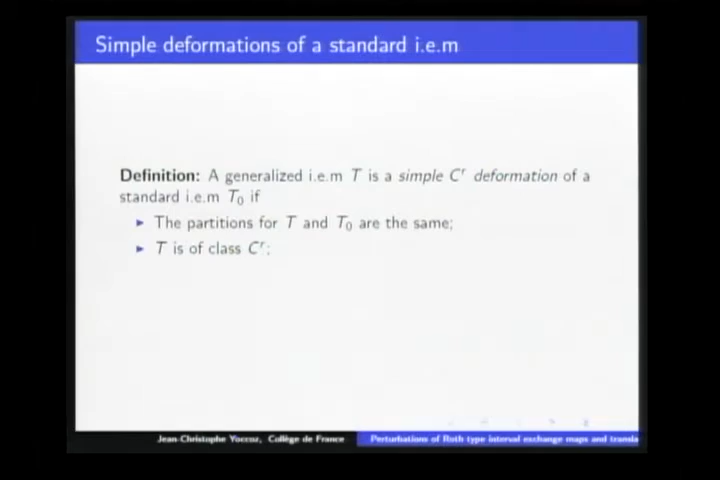 Simple deformations of a standard i.e.m
Definition: A generalized i.e.m T is a simple Cʳ deformation of a
standard i.e.m T₀ if
▶ The partitions for T and T₀ are the same;
▶ T is of class Cʳ;
Jean-Christophe Yoccoz, Collège de France
Perturbations of Roth type interval exchange maps and transla